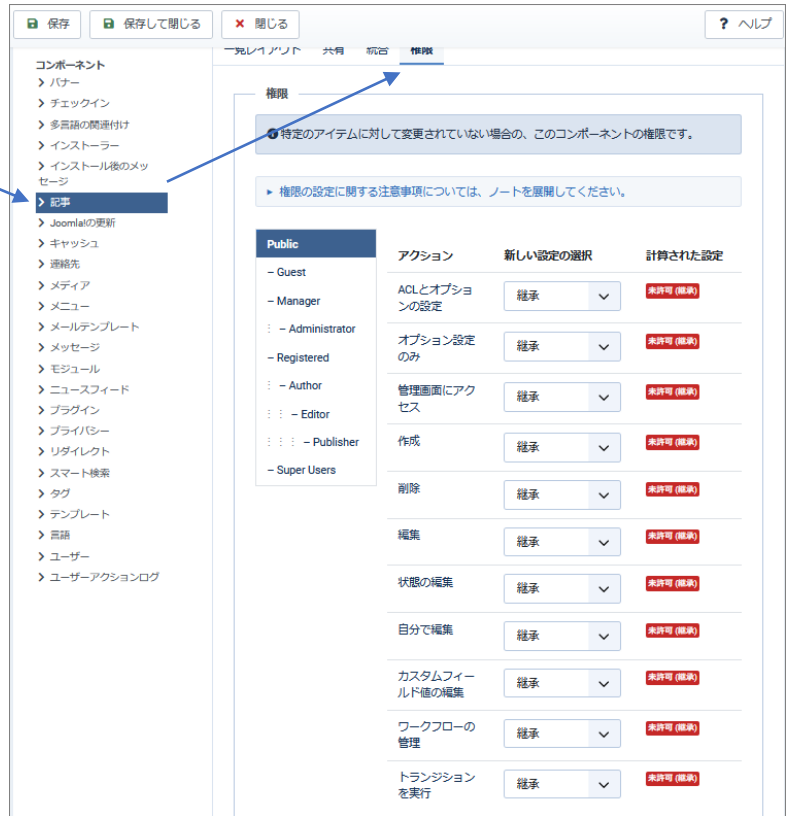 保存
保存して閉じる
閉じる
? ヘルプ
コンポーネント
バナー
チェックイン
多言語の関連付け
インストーラー
インストール後のメッ
セージ
記事
Joomla!の更新
キャッシュ
連絡先
メディア
メニュー
メールテンプレート
メッセージ
モジュール
ニュースフィード
プラグイン
プライバシー
リダイレクト
スマート検索
タグ
テンプレート
言語
ユーザー
ユーザーアクションログ
一覧レイアウト 共有 統合 権限
権限
特定のアイテムに対して変更されていない場合の、このコンポーネントの権限です。
権限の設定に関する注意事項については、ノートを展開してください。
Public
– Guest
– Manager
– Administrator
– Registered
– Author
– Editor
– Publisher
– Super Users
アクション 新しい設定の選択 計算された設定
ACLとオプショ
ンの設定
継承
未許可 (継承)
オプション設定
のみ
継承
未許可 (継承)
管理画面にアク
セス
継承
未許可 (継承)
作成
継承
未許可 (継承)
削除
継承
未許可 (継承)
編集
継承
未許可 (継承)
状態の編集
継承
未許可 (継承)
自分で編集
継承
未許可 (継承)
カスタムフィー
ルド値の編集
継承
未許可 (継承)
ワークフローの
管理
継承
未許可 (継承)
トランジション
を実行
継承
未許可 (継承)